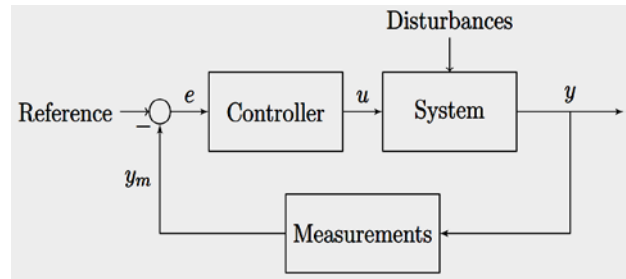 Disturbances
Reference
−
e
Controller
u
System
y
y_m
Measurements